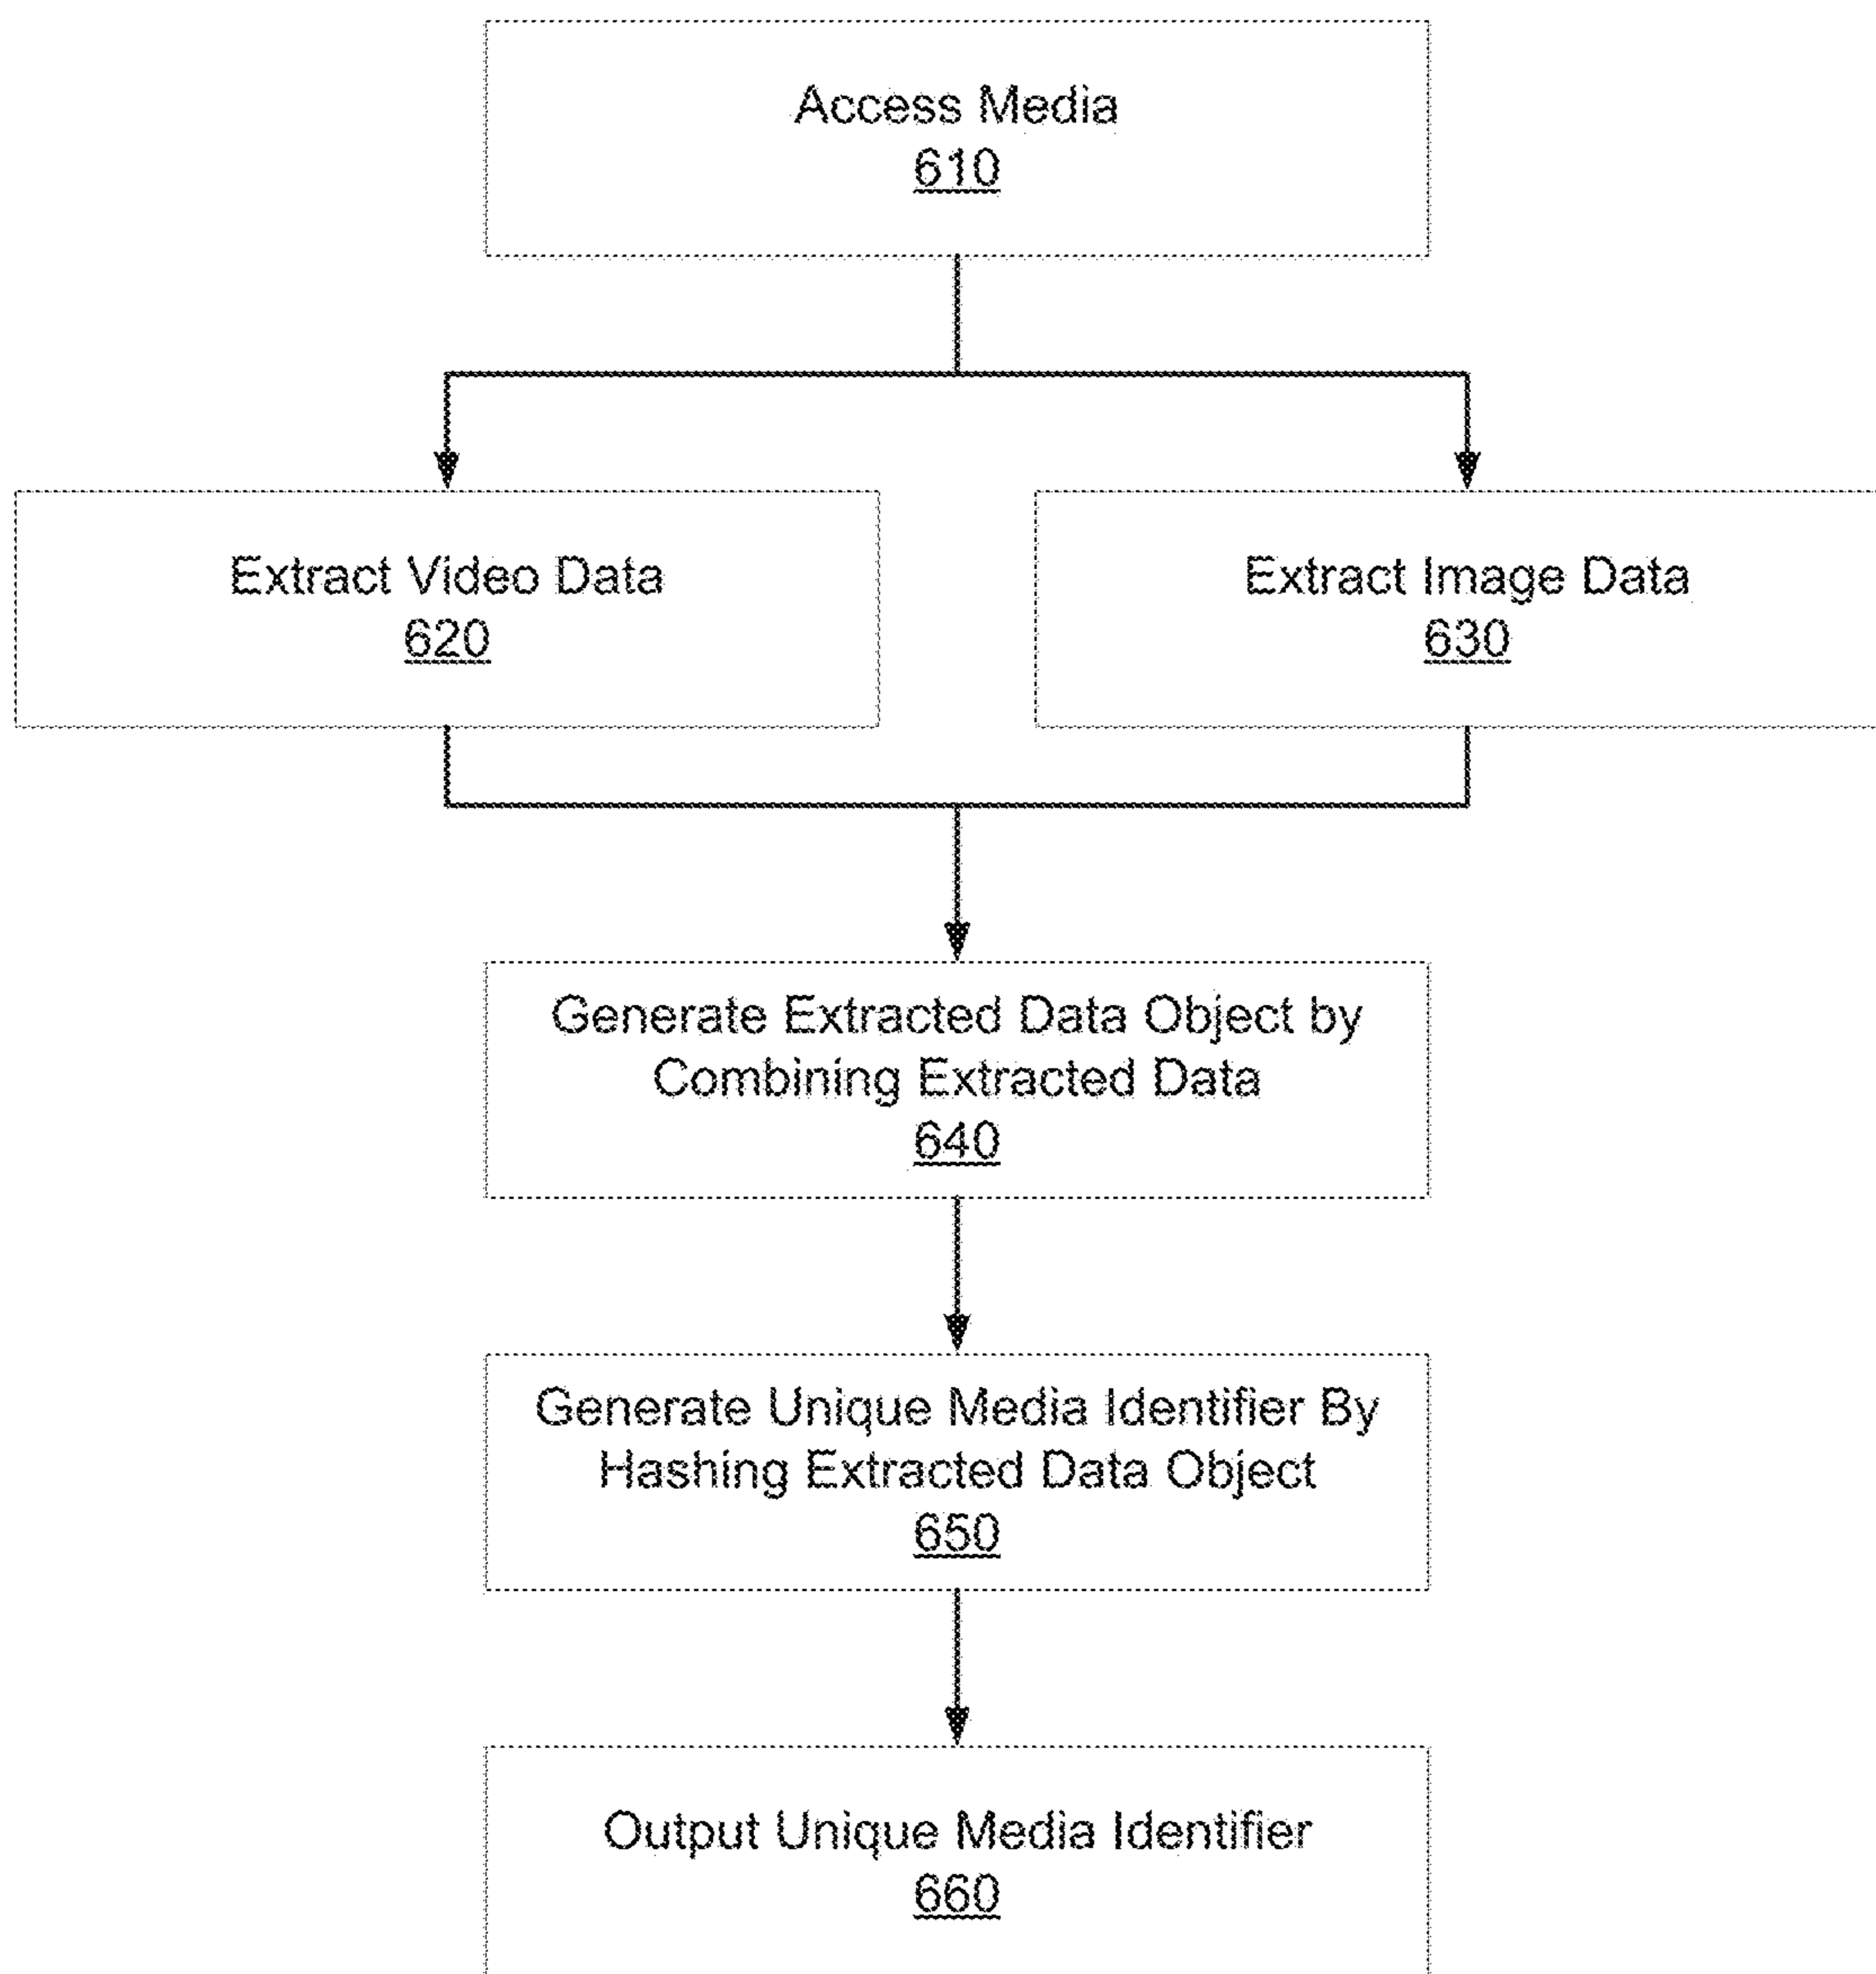 Access Media
610
Extract Video Data
620
Extract Image Data
630
Generate Extracted Data Object by
Combining Extracted Data
640
Generate Unique Media Identifier By
Hashing Extracted Data Object
650
Output Unique Media Identifier
660